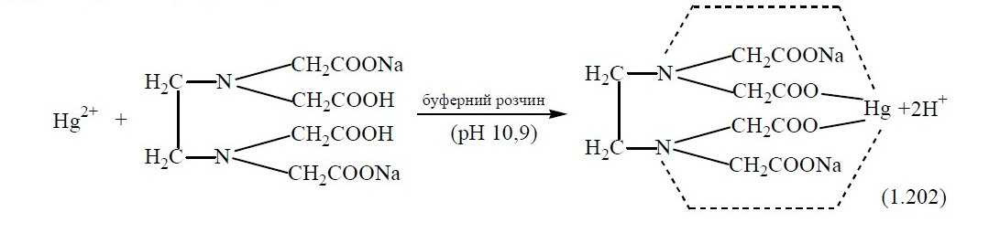 CH₂COONa CH₂COONa
H₂C—N H₂C—N
CH₂COOH буферний розчин CH₂COO
Hg²⁺ + (pH 10,9) Hg +2H⁺
CH₂COOH CH₂COO
H₂C—N H₂C—N
CH₂COONa CH₂COONa
(1.202)